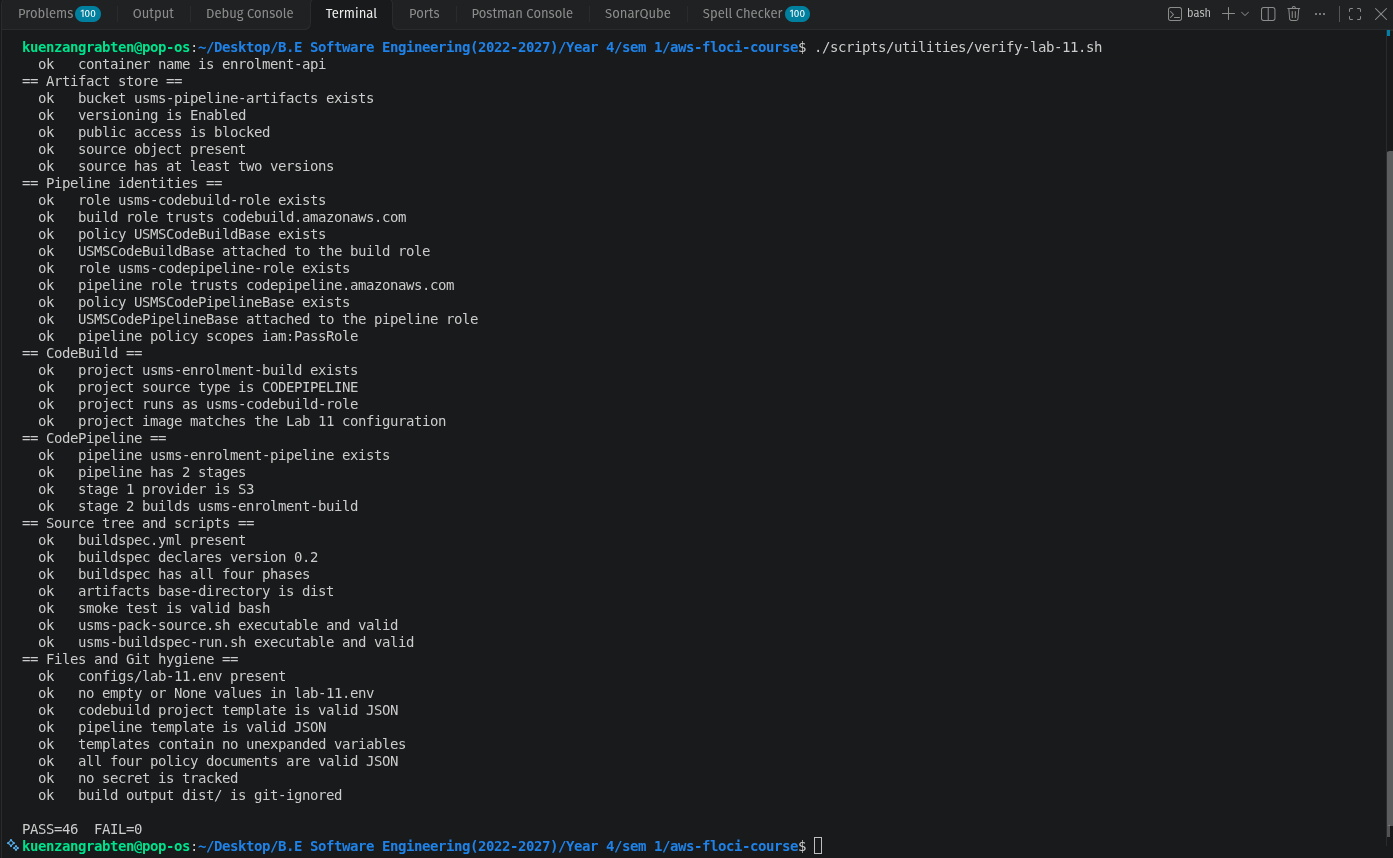 Problems 100 Output Debug Console Terminal Ports Postman Console SonarQube Spell Checker 100 bash
kuenzangrabten@pop-os:~/Desktop/B.E Software Engineering(2022-2027)/Year 4/sem 1/aws-floci-course$ ./scripts/utilities/verify-lab-11.sh
ok container name is enrolment-api
== Artifact store ==
ok bucket usms-pipeline-artifacts exists
ok versioning is Enabled
ok public access is blocked
ok source object present
ok source has at least two versions
== Pipeline identities ==
ok role usms-codebuild-role exists
ok build role trusts codebuild.amazonaws.com
ok policy USMSCodeBuildBase exists
ok USMSCodeBuildBase attached to the build role
ok role usms-codepipeline-role exists
ok pipeline role trusts codepipeline.amazonaws.com
ok policy USMSCodePipelineBase exists
ok USMSCodePipelineBase attached to the pipeline role
ok pipeline policy scopes iam:PassRole
== CodeBuild ==
ok project usms-enrolment-build exists
ok project source type is CODEPIPELINE
ok project runs as usms-codebuild-role
ok project image matches the Lab 11 configuration
== CodePipeline ==
ok pipeline usms-enrolment-pipeline exists
ok pipeline has 2 stages
ok stage 1 provider is S3
ok stage 2 builds usms-enrolment-build
== Source tree and scripts ==
ok buildspec.yml present
ok buildspec declares version 0.2
ok buildspec has all four phases
ok artifacts base-directory is dist
ok smoke test is valid bash
ok usms-pack-source.sh executable and valid
ok usms-buildspec-run.sh executable and valid
== Files and Git hygiene ==
ok configs/lab-11.env present
ok no empty or None values in lab-11.env
ok codebuild project template is valid JSON
ok pipeline template is valid JSON
ok templates contain no unexpanded variables
ok all four policy documents are valid JSON
ok no secret is tracked
ok build output dist/ is git-ignored
PASS=46 FAIL=0
kuenzangrabten@pop-os:~/Desktop/B.E Software Engineering(2022-2027)/Year 4/sem 1/aws-floci-course$